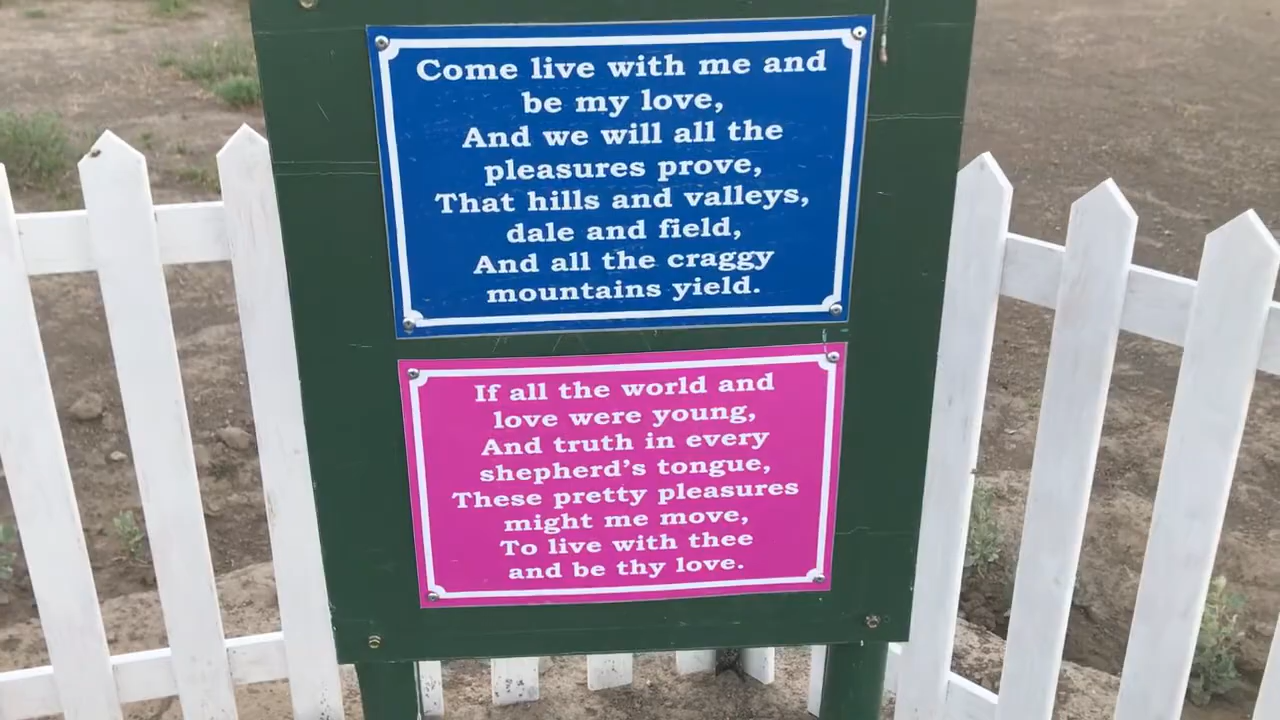 Come live with me and
be my love,
And we will all the
pleasures prove,
That hills and valleys,
dale and field,
And all the craggy
mountains yield.
If all the world and
love were young,
And truth in every
shepherd's tongue,
These pretty pleasures
might me move,
To live with thee
and be thy love.